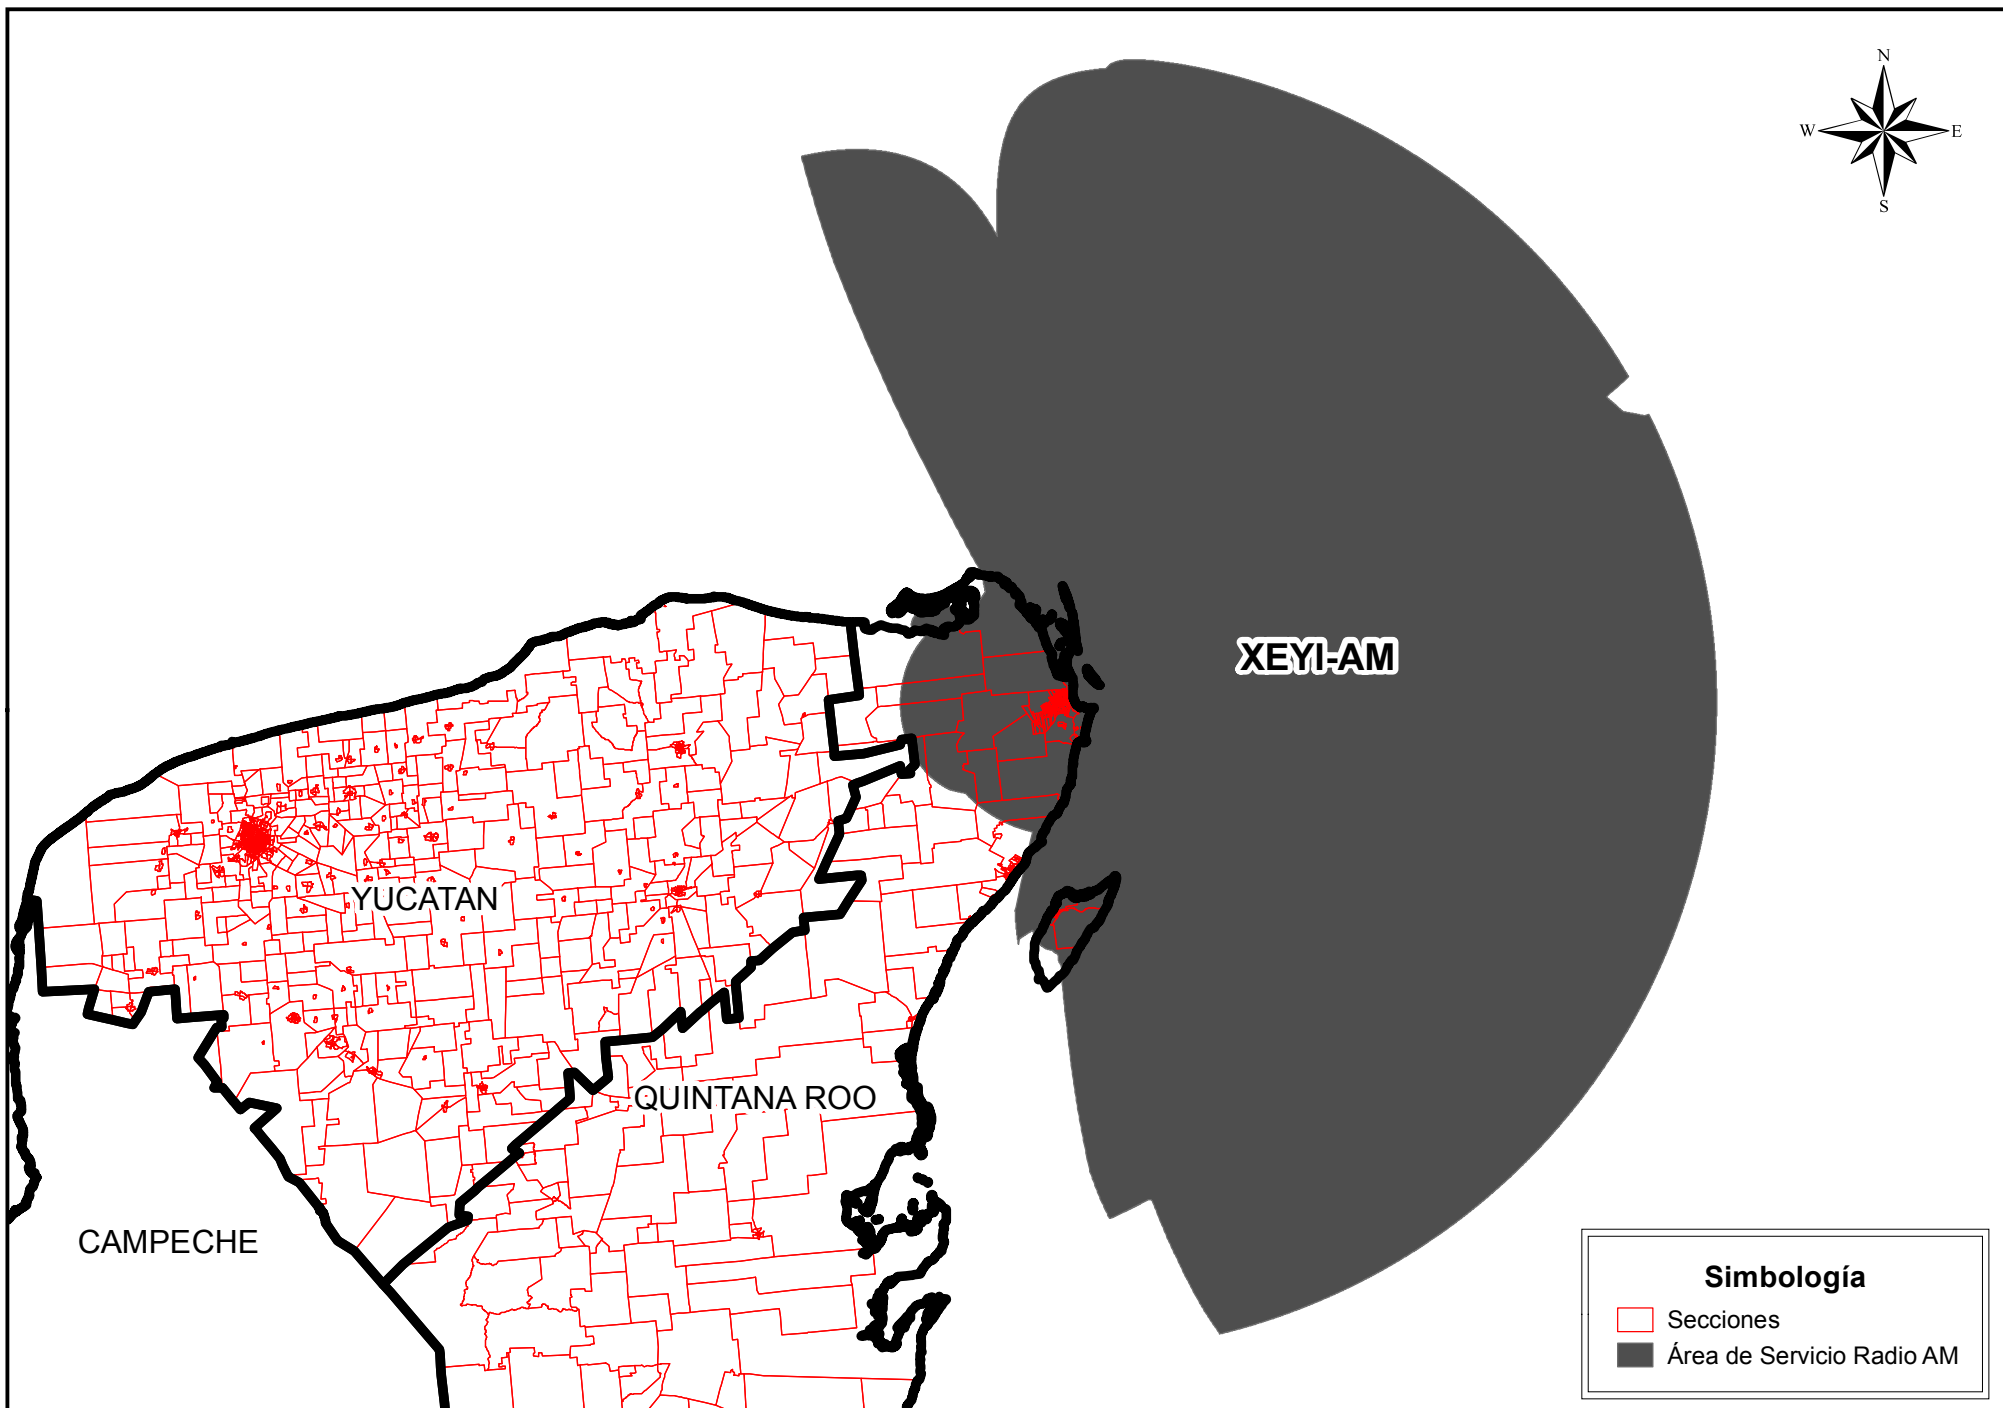 N
W E
S
XEYI-AM
YUCATAN
QUINTANA ROO
CAMPECHE
Simbología
Secciones
Área de Servicio Radio AM